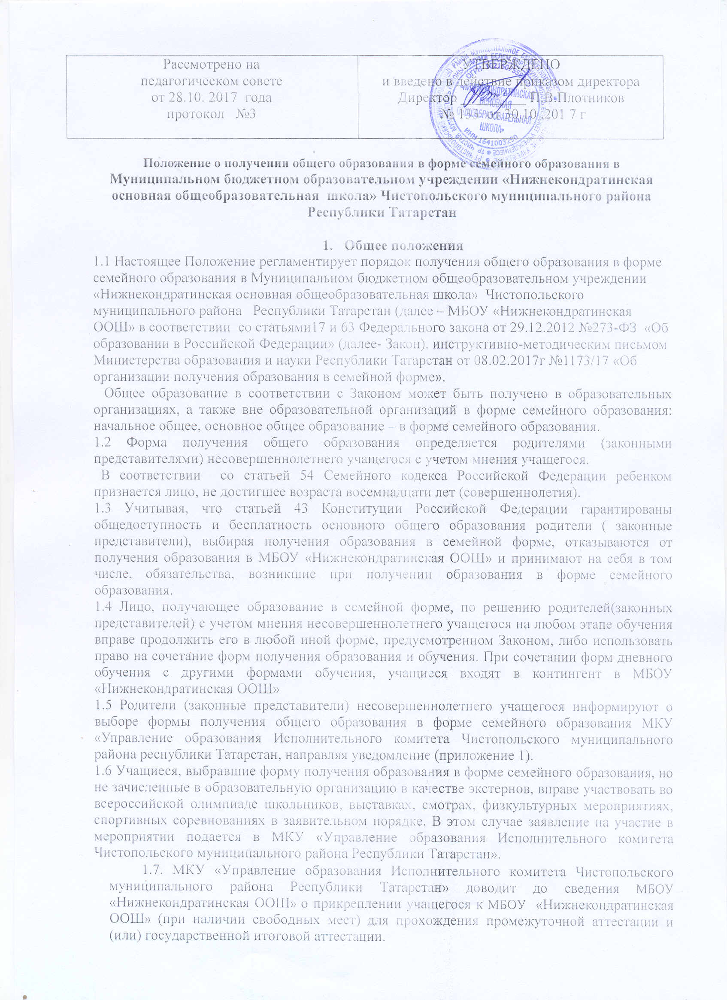 Рассмотрено на
педагогическом совете
от 28.10. 2017 года
протокол №3
УТВЕРЖДЕНО
и введено в действие приказом директора
Директор __________ П.В.Плотников
№ от 30.10. 201 7 г
ОСНОВНАЯ
ОБЩЕОБРАЗОВАТЕЛЬНАЯ
ШКОЛА»
ИНН 1641003290
Положение о получении общего образования в форме семейного образования в
Муниципальном бюджетном образовательном учреждении «Нижнекондратинская
основная общеобразовательная школа» Чистопольского муниципального района
Республики Татарстан
1. Общее положения
1.1 Настоящее Положение регламентирует порядок получения общего образования в форме
семейного образования в Муниципальном бюджетном общеобразовательном учреждении
«Нижнекондратинская основная общеобразовательная школа» Чистопольского
муниципального района Республики Татарстан (далее – МБОУ «Нижнекондратинская
ООШ» в соответствии со статьями17 и 63 Федерального закона от 29.12.2012 №273-ФЗ «Об
образовании в Российской Федерации» (далее- Закон), инструктивно-методическим письмом
Министерства образования и науки Республики Татарстан от 08.02.2017г №1173/17 «Об
организации получения образования в семейной форме».
Общее образование в соответствии с Законом может быть получено в образовательных
организациях, а также вне образовательной организаций в форме семейного образования:
начальное общее, основное общее образование – в форме семейного образования.
1.2 Форма получения общего образования определяется родителями (законными
представителями) несовершеннолетнего учащегося с учетом мнения учащегося.
В соответствии со статьей 54 Семейного кодекса Российской Федерации ребенком
признается лицо, не достигшее возраста восемнадцати лет (совершеннолетия).
1.3 Учитывая, что статьей 43 Конституции Российской Федерации гарантированы
общедоступность и бесплатность основного общего образования родители ( законные
представители), выбирая получения образования в семейной форме, отказываются от
получения образования в МБОУ «Нижнекондратинская ООШ» и принимают на себя в том
числе, обязательства, возникшие при получении образования в форме семейного
образования.
1.4 Лицо, получающее образование в семейной форме, по решению родителей(законных
представителей) с учетом мнения несовершеннолетнего учащегося на любом этапе обучения
вправе продолжить его в любой иной форме, предусмотренном Законом, либо использовать
право на сочетание форм получения образования и обучения. При сочетании форм дневного
обучения с другими формами обучения, учащиеся входят в контингент в МБОУ
«Нижнекондратинская ООШ»
1.5 Родители (законные представители) несовершеннолетнего учащегося информируют о
выборе формы получения общего образования в форме семейного образования МКУ
«Управление образования Исполнительного комитета Чистопольского муниципального
района республики Татарстан, направляя уведомление (приложение 1).
1.6 Учащиеся, выбравшие форму получения образования в форме семейного образования, но
не зачисленные в образовательную организацию в качестве экстернов, вправе участвовать во
всероссийской олимпиаде школьников, выставках, смотрах, физкультурных мероприятиях,
спортивных соревнованиях в заявительном порядке. В этом случае заявление на участие в
мероприятии подается в МКУ «Управление образования Исполнительного комитета
Чистопольского муниципального района Республики Татарстан».
1.7. МКУ «Управление образования Исполнительного комитета Чистопольского
муниципального района Республики Татарстан» доводит до сведения МБОУ
«Нижнекондратинская ООШ» о прикреплении учащегося к МБОУ «Нижнекондратинская
ООШ» (при наличии свободных мест) для прохождения промежуточной аттестации и
(или) государственной итоговой аттестации.